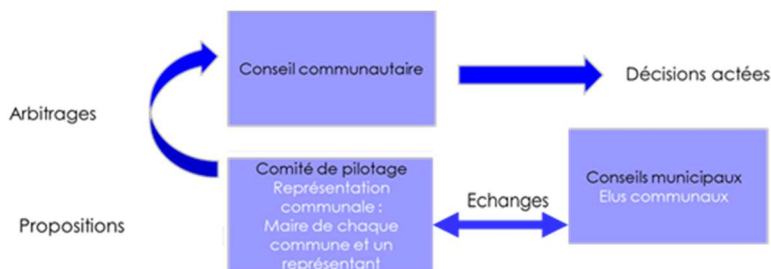 Conseil communautaire
Décisions actées
Arbitrages
Comité de pilotage
Représentation
communale :
Maire de chaque
commune et un
représentant
Propositions
Echanges
Conseils municipaux
Elus communaux